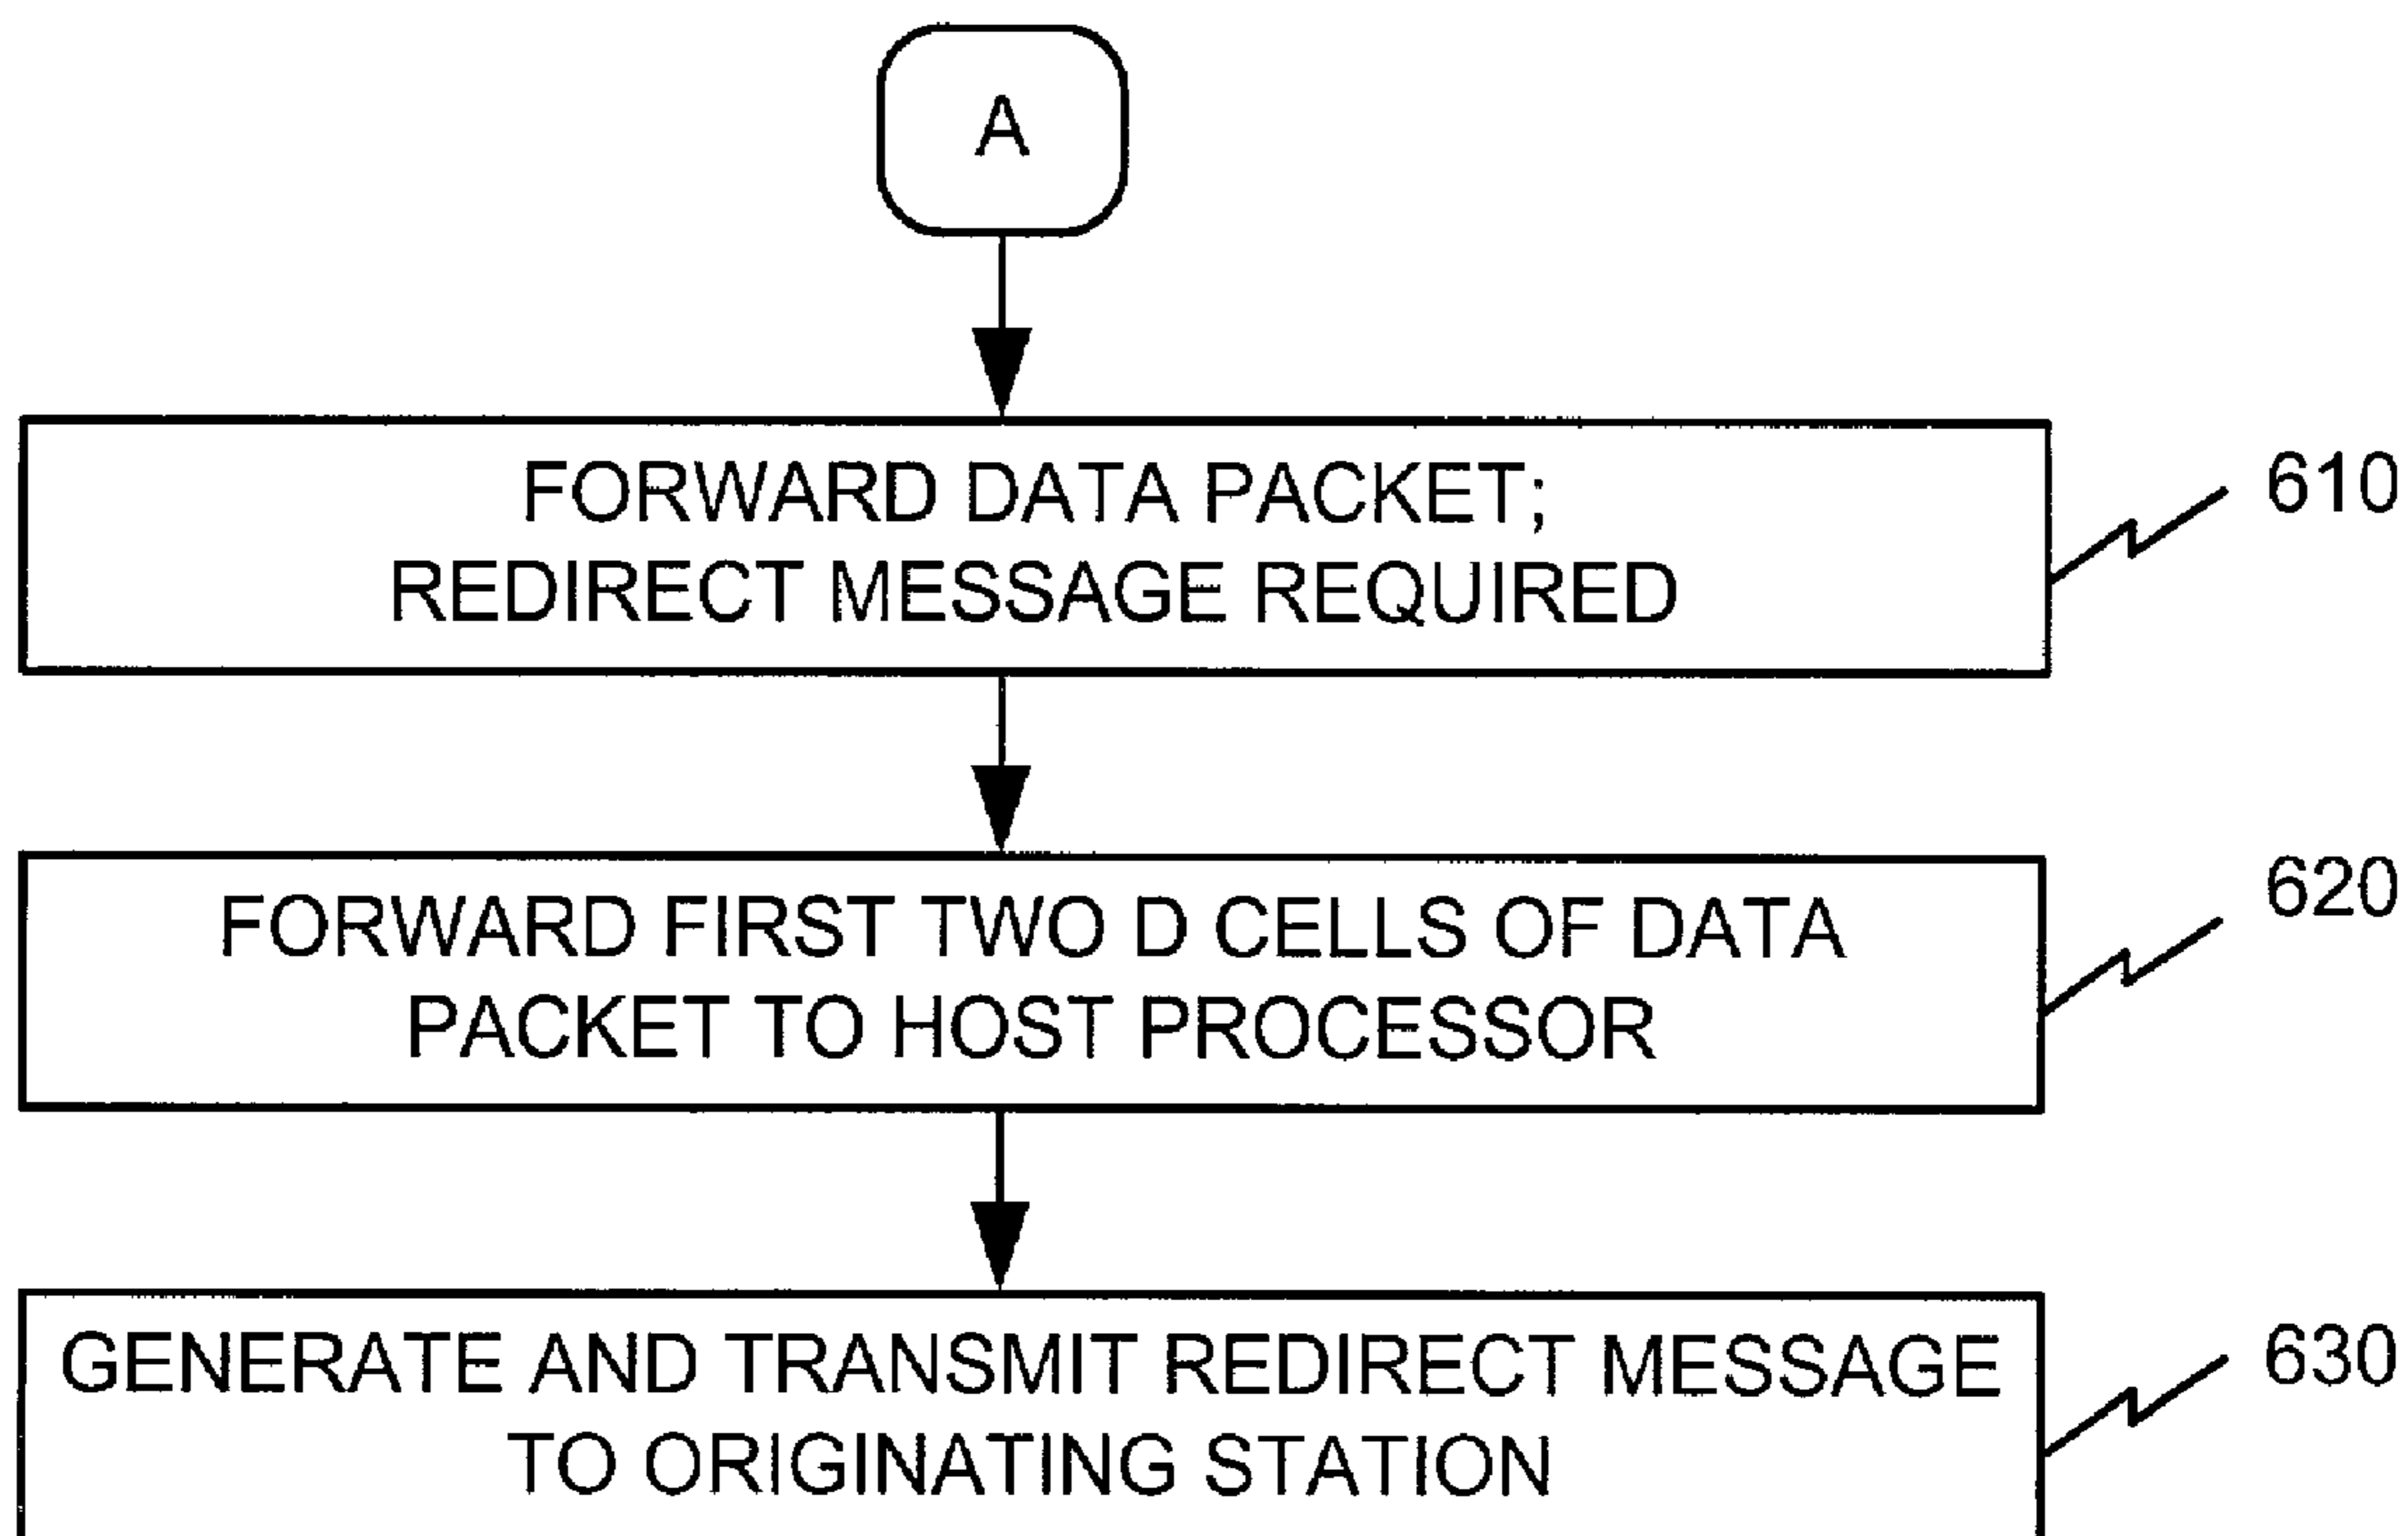 A
FORWARD DATA PACKET;
REDIRECT MESSAGE REQUIRED
610
FORWARD FIRST TWO D CELLS OF DATA
PACKET TO HOST PROCESSOR
620
GENERATE AND TRANSMIT REDIRECT MESSAGE
TO ORIGINATING STATION
630